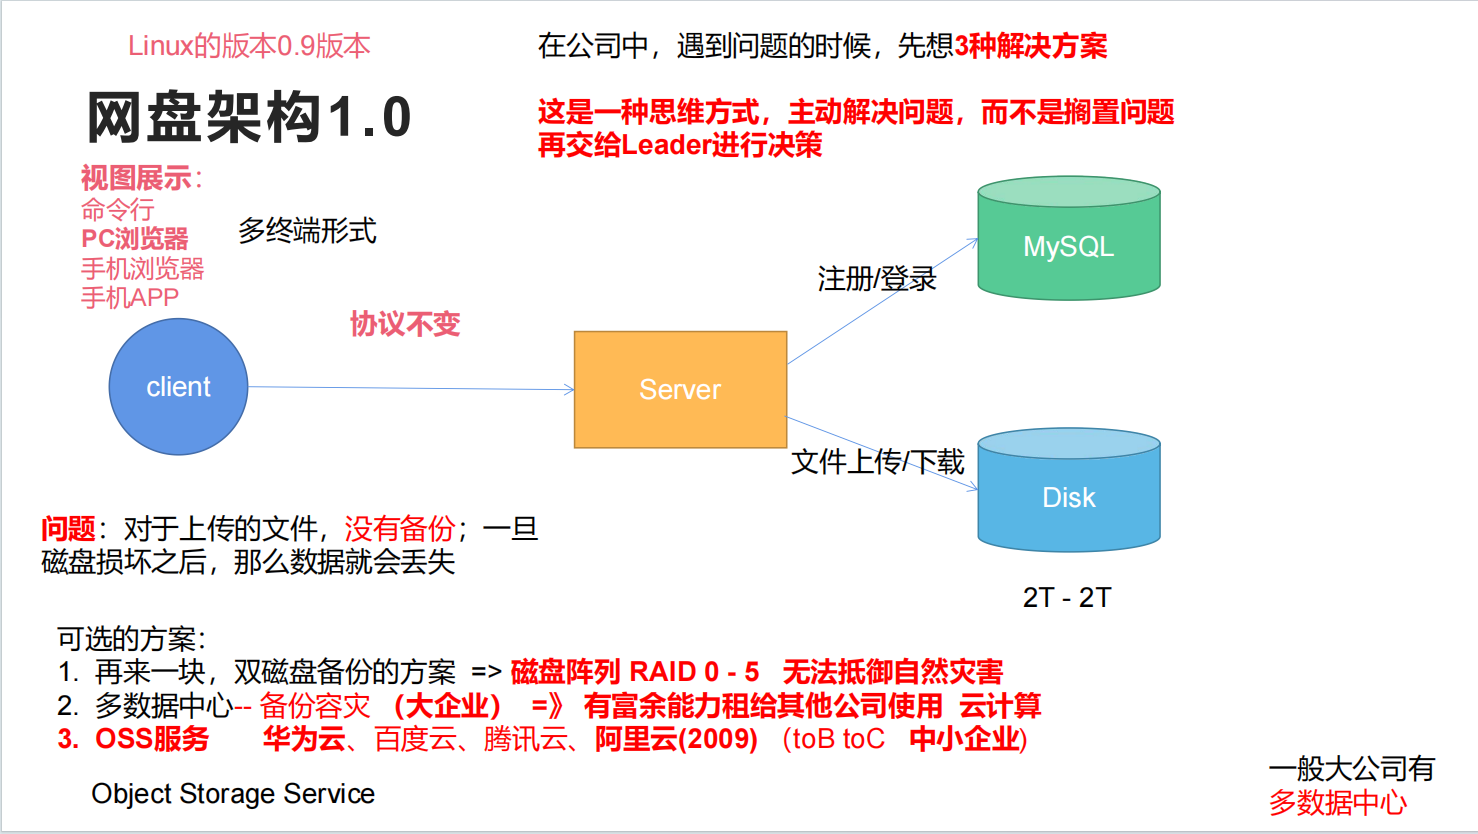 Linux的版本0.9版本
在公司中，遇到问题的时候，先想3种解决方案
网盘架构1.0
这是一种思维方式，主动解决问题，而不是搁置问题
再交给Leader进行决策
视图展示：
命令行
PC浏览器
手机浏览器
手机APP
多终端形式
MySQL
注册/登录
协议不变
client
Server
文件上传/下载
Disk
问题：对于上传的文件，没有备份；一旦
磁盘损坏之后，那么数据就会丢失
2T - 2T
可选的方案：
1. 再来一块，双磁盘备份的方案 => 磁盘阵列 RAID 0 - 5 无法抵御自然灾害
2. 多数据中心-- 备份容灾 （大企业） =》 有富余能力租给其他公司使用 云计算
3. OSS服务 华为云、百度云、腾讯云、阿里云(2009) （toB toC 中小企业)
Object Storage Service
一般大公司有
多数据中心